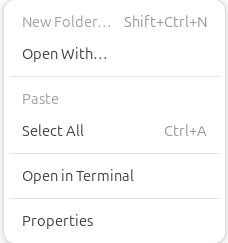 New Folder… Shift+Ctrl+N
Open With…
Paste
Select All Ctrl+A
Open in Terminal
Properties